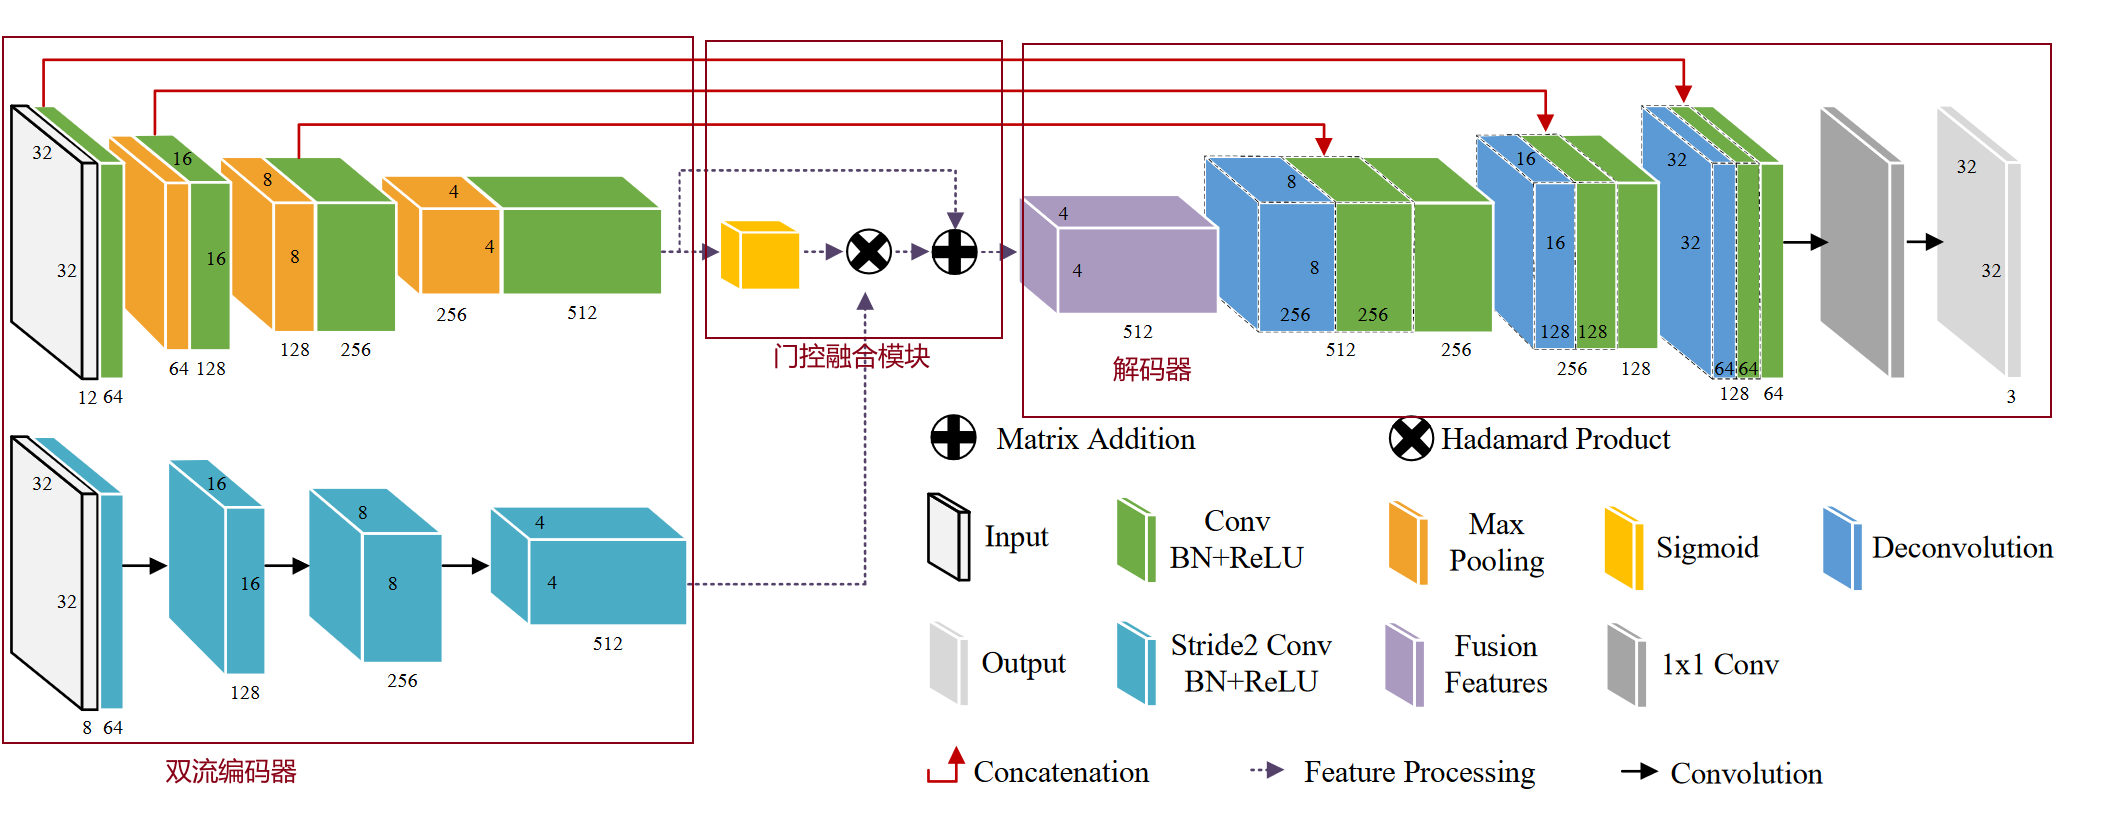 32
32
12 64
16
16
64 128
8
8
128
256
4
4
256
512
32
32
8 64
16
16
128
8
8
256
4
4
512
双流编码器
门控融合模块
4
4
512
8
8
256
256
512
256
16
16
128 128
256
128
32
32
64 64
128 64
32
32
3
解码器
Matrix Addition
Hadamard Product
Input
Conv
BN+ReLU
Max
Pooling
Sigmoid
Deconvolution
Output
Stride2 Conv
BN+ReLU
Fusion
Features
1x1 Conv
Concatenation
Feature Processing
Convolution